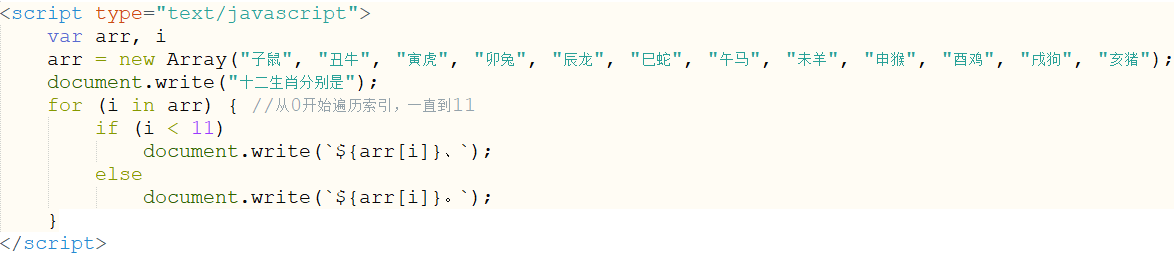 <script type="text/javascript">
    var arr, i
    arr = new Array("子鼠", "丑牛", "寅虎", "卯兔", "辰龙", "巳蛇", "午马", "未羊", "申猴", "酉鸡", "戌狗", "亥猪");
    document.write("十二生肖分别是");
    for (i in arr) { //从0开始遍历索引，一直到11
        if (i < 11)
            document.write(`${arr[i]}、`);
        else
            document.write(`${arr[i]}。`);
    }
</script>